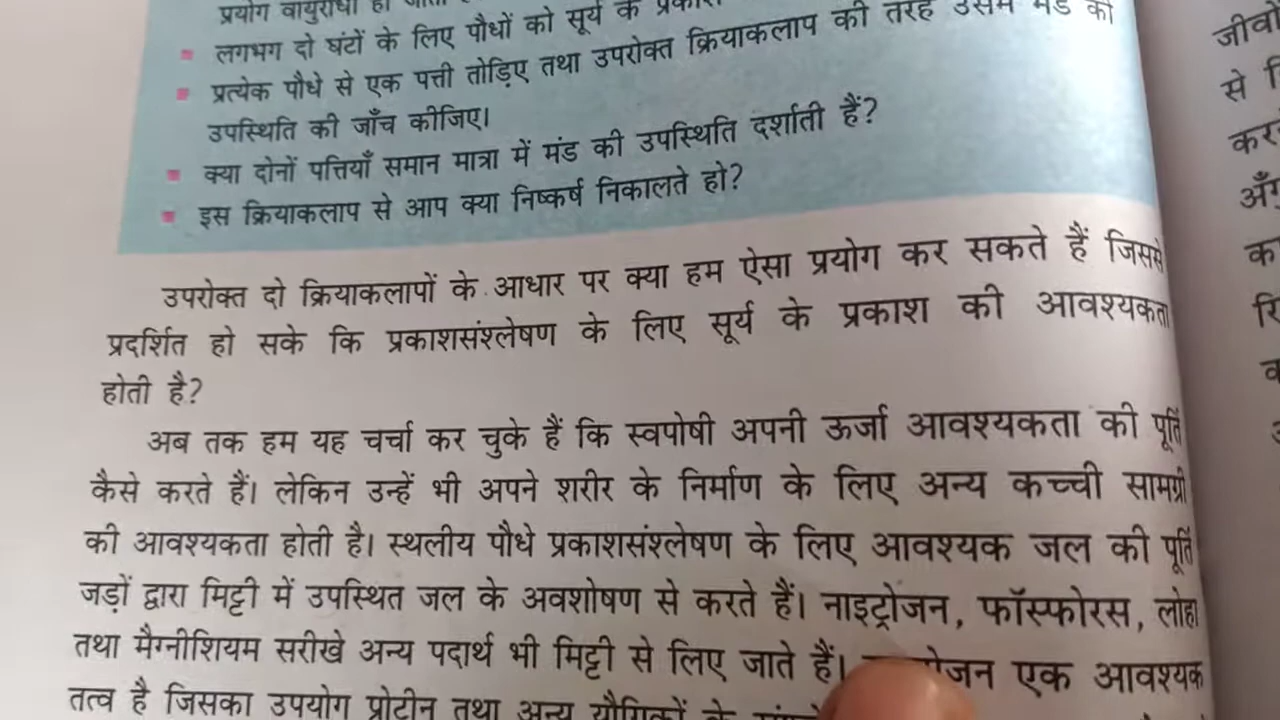 प्रयोग वायुरोधी हो जाता
लगभग दो घंटों के लिए पौधों को सूर्य के प्रकाश
प्रत्येक पौधे से एक पत्ती तोड़िए तथा उपरोक्त क्रियाकलाप की तरह उसमें मंड की
उपस्थिति की जाँच कीजिए।
क्या दोनों पत्तियाँ समान मात्रा में मंड की उपस्थिति दर्शाती हैं?
इस क्रियाकलाप से आप क्या निष्कर्ष निकालते हो?
उपरोक्त दो क्रियाकलापों के आधार पर क्या हम ऐसा प्रयोग कर सकते हैं जिससे
प्रदर्शित हो सके कि प्रकाशसंश्लेषण के लिए सूर्य के प्रकाश की आवश्यकता
होती है?
अब तक हम यह चर्चा कर चुके हैं कि स्वपोषी अपनी ऊर्जा आवश्यकता की पूर्ति
कैसे करते हैं। लेकिन उन्हें भी अपने शरीर के निर्माण के लिए अन्य कच्ची सामग्री
की आवश्यकता होती है। स्थलीय पौधे प्रकाशसंश्लेषण के लिए आवश्यक जल की पूर्ति
जड़ों द्वारा मिट्टी में उपस्थित जल के अवशोषण से करते हैं। नाइट्रोजन, फॉस्फोरस, लोहा
तथा मैग्नीशियम सरीखे अन्य पदार्थ भी मिट्टी से लिए जाते हैं। एक आवश्यक
तत्व है जिसका उपयोग प्रोटीन तथा अन्य यौगिकों के
जीवों
से